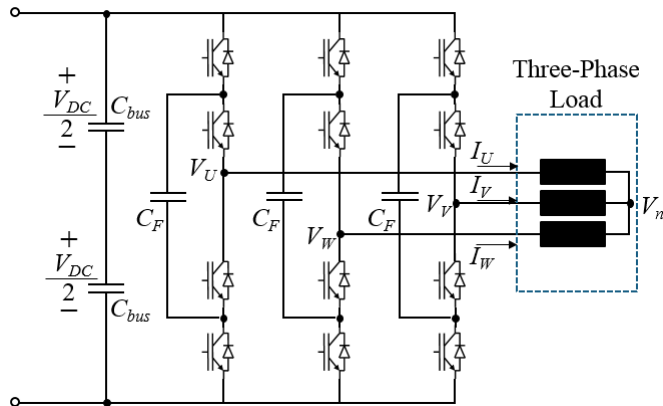 Three-Phase
Load
+
V_DC
2
−
C_bus
+
V_DC
2
−
C_bus
C_F
C_F
C_F
V_U
V_W
V_V
I_U
I_V
I_W
V_n